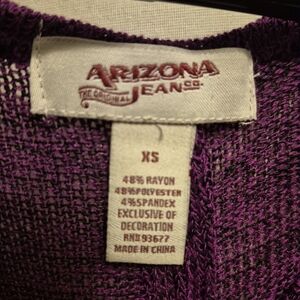 ARIZONA
THE ORIGINAL JEAN CO.
XS
48% RAYON
48%POLYESTER
4%SPANDEX
EXCLUSIVE OF
DECORATION
RN#93677
MADE IN CHINA